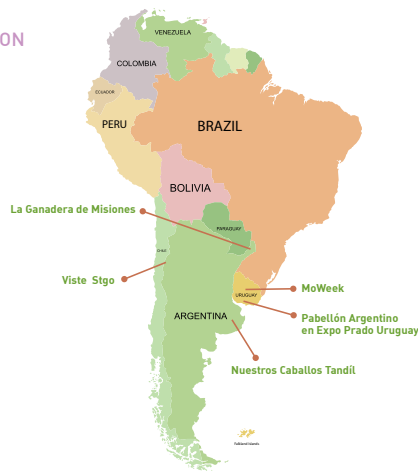 ON
VENEZUELA
COLOMBIA
ECUADOR
PERU
BRAZIL
BOLIVIA
La Ganadera de Misiones
PARAGUAY
CHILE
Viste Stgo
MoWeek
URUGUAY
ARGENTINA
Pabellón Argentino
en Expo Prado Uruguay
Nuestros Caballos Tandíl
Falkland Islands